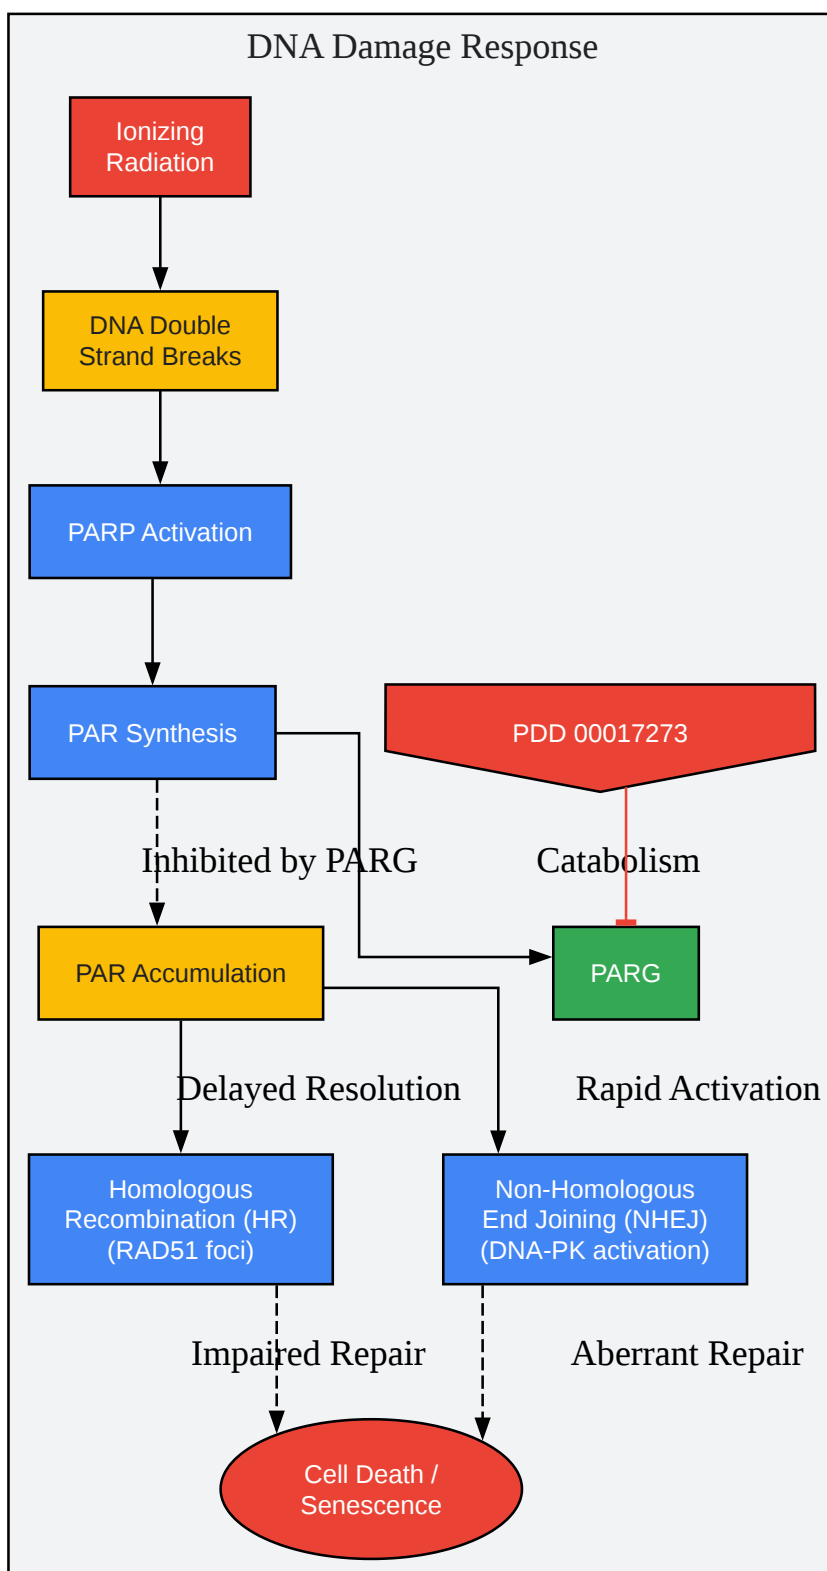 DNA Damage Response
Ionizing
Radiation
DNA Double
Strand Breaks
PARP Activation
PAR Synthesis
PDD 00017273
Inhibited by PARG
Catabolism
PAR Accumulation
PARG
Delayed Resolution
Rapid Activation
Homologous
Recombination (HR)
(RAD51 foci)
Non-Homologous
End Joining (NHEJ)
(DNA-PK activation)
Impaired Repair
Aberrant Repair
Cell Death /
Senescence